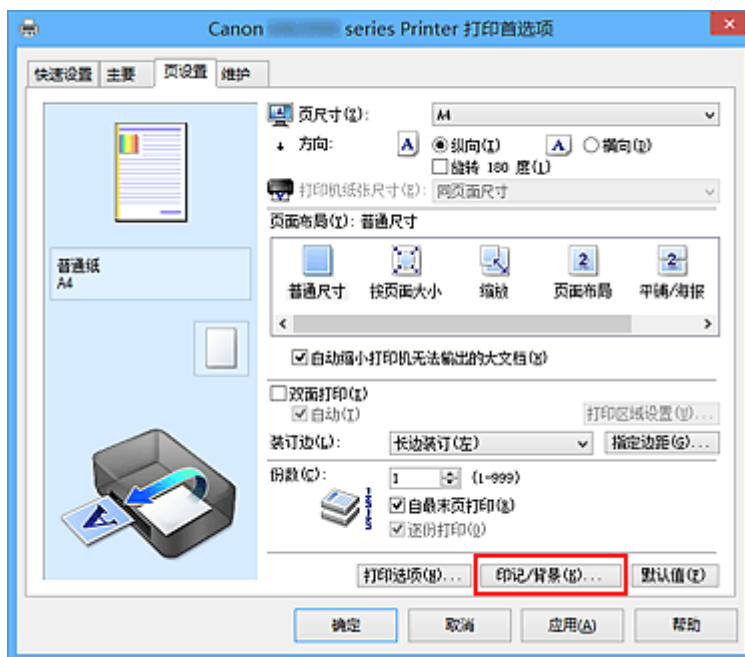 Canon series Printer 打印首选项
快速设置 主要 页设置 维护
页尺寸(Z): A4
方向: A 纵向(I) A 横向(D)
旋转 180 度(L)
打印机纸张尺寸(E): 同页面尺寸
页面布局(Y): 普通尺寸
普通尺寸 按页面大小 缩放 页面布局 平铺/海报
普通纸
A4
自动缩小打印机无法输出的大文档(N)
双面打印(X)
自动(T) 打印区域设置(U)...
装订边(L): 长边装订(左) 指定边距(G)...
份数(C): 1 (1-999)
自最末页打印(R)
逐份打印(O)
打印选项(N)... 印记/背景(K)... 默认值(F)
确定 取消 应用(A) 帮助